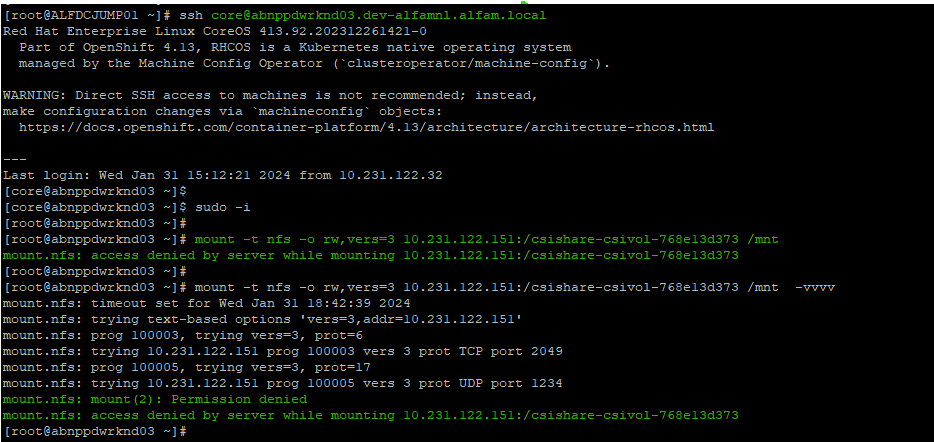 [root@ALFDCJUMP01 ~]# ssh core@abnppdwrknd03.dev-alfamnl.alfam.local
Red Hat Enterprise Linux CoreOS 413.92.202312261421-0
  Part of OpenShift 4.13, RHCOS is a Kubernetes native operating system
  managed by the Machine Config Operator (`clusteroperator/machine-config`).

WARNING: Direct SSH access to machines is not recommended; instead,
make configuration changes via `machineconfig` objects:
  https://docs.openshift.com/container-platform/4.13/architecture/architecture-rhcos.html

---
Last login: Wed Jan 31 15:12:21 2024 from 10.231.122.32
[core@abnppdwrknd03 ~]$
[core@abnppdwrknd03 ~]$ sudo -i
[root@abnppdwrknd03 ~]#
[root@abnppdwrknd03 ~]# mount -t nfs -o rw,vers=3 10.231.122.151:/csishare-csivol-768e13d373 /mnt
mount.nfs: access denied by server while mounting 10.231.122.151:/csishare-csivol-768e13d373
[root@abnppdwrknd03 ~]#
[root@abnppdwrknd03 ~]# mount -t nfs -o rw,vers=3 10.231.122.151:/csishare-csivol-768e13d373 /mnt  -vvvv
mount.nfs: timeout set for Wed Jan 31 18:42:39 2024
mount.nfs: trying text-based options 'vers=3,addr=10.231.122.151'
mount.nfs: prog 100003, trying vers=3, prot=6
mount.nfs: trying 10.231.122.151 prog 100003 vers 3 prot TCP port 2049
mount.nfs: prog 100005, trying vers=3, prot=17
mount.nfs: trying 10.231.122.151 prog 100005 vers 3 prot UDP port 1234
mount.nfs: mount(2): Permission denied
mount.nfs: access denied by server while mounting 10.231.122.151:/csishare-csivol-768e13d373
[root@abnppdwrknd03 ~]#